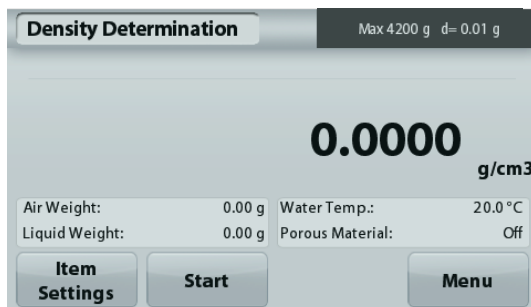 Density Determination
Max 4200 g d= 0.01 g
0.0000
g/cm3
Air Weight: 0.00 g
Liquid Weight: 0.00 g
Water Temp.: 20.0 °C
Porous Material: Off
Item
Settings
Start
Menu